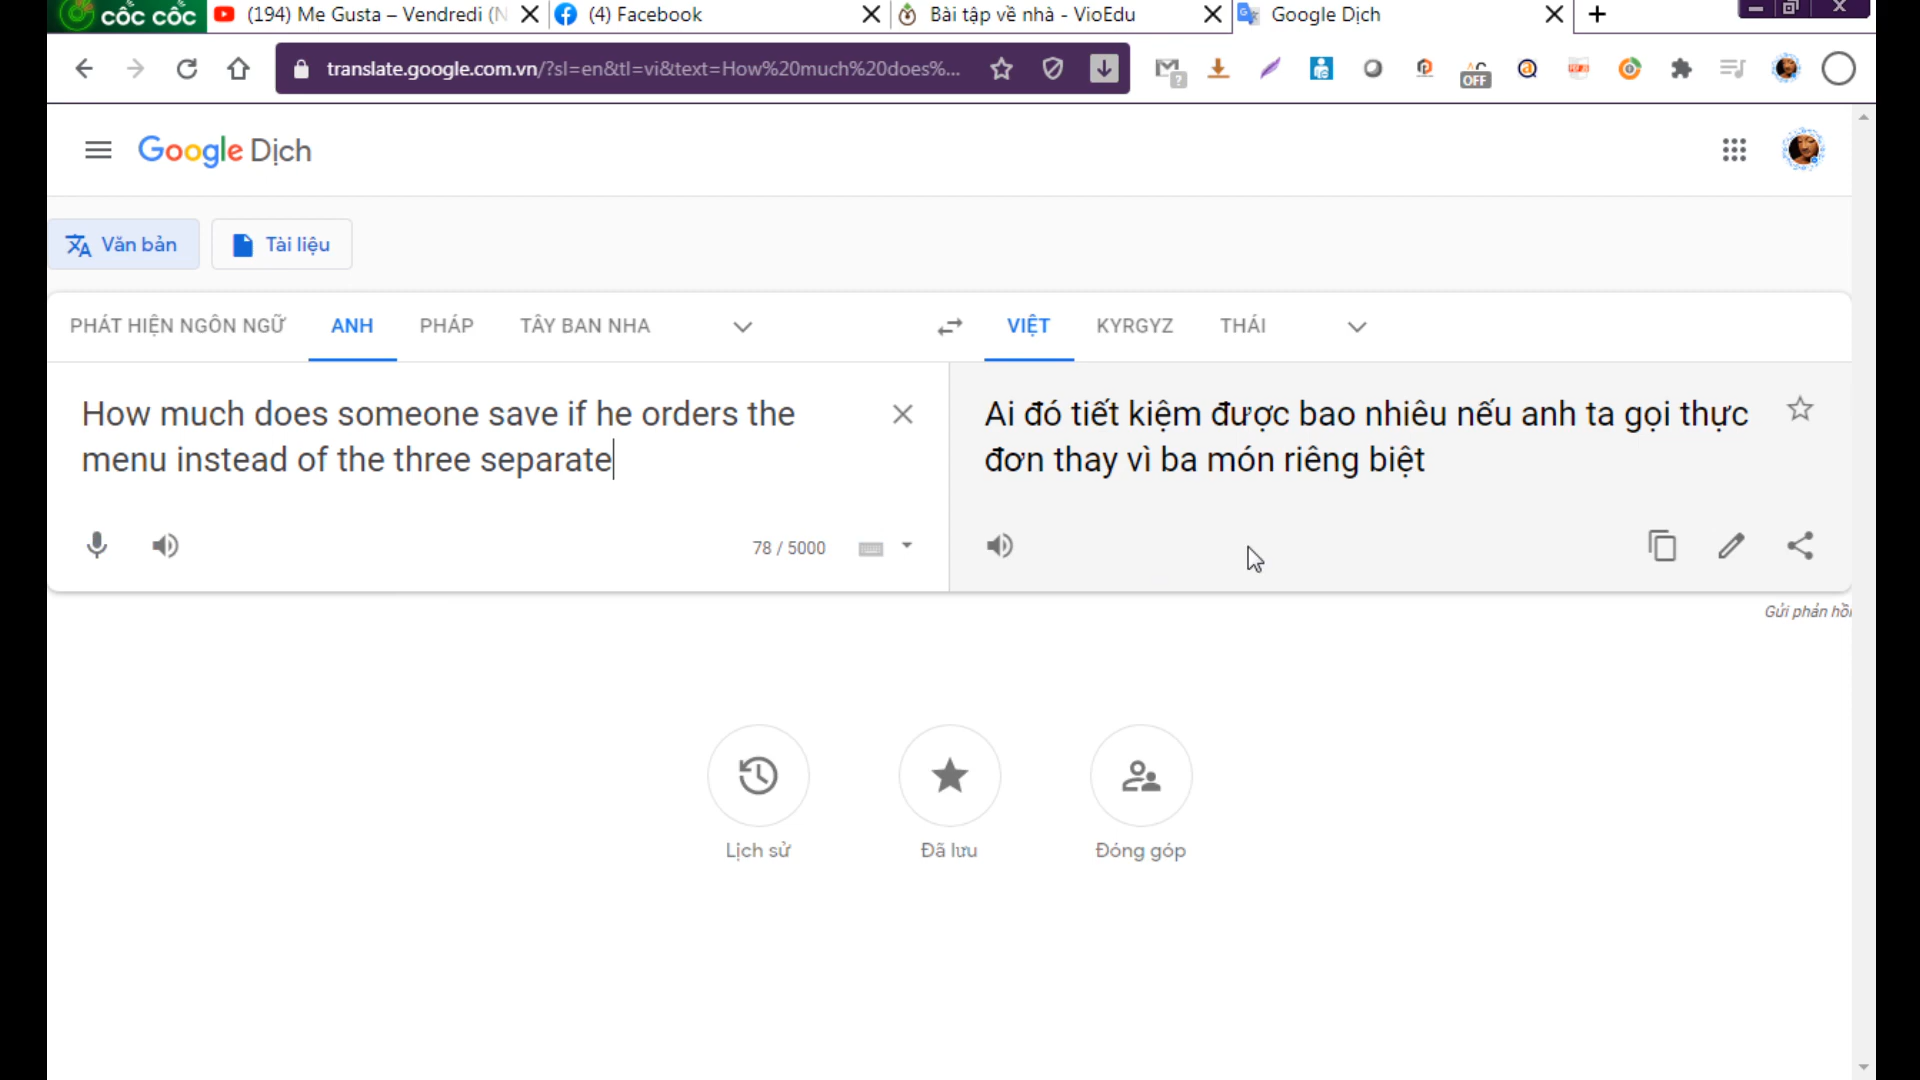 cốc cốc (194) Me Gusta – Vendredi (N (4) Facebook Bài tập về nhà - VioEdu Google Dịch
translate.google.com.vn/?sl=en&tl=vi&text=How%20much%20does%... OFF
Google Dịch
Văn bản Tài liệu
PHÁT HIỆN NGÔN NGỮ ANH PHÁP TÂY BAN NHA VIỆT KYRGYZ THÁI
How much does someone save if he orders the
menu instead of the three separate
Ai đó tiết kiệm được bao nhiêu nếu anh ta gọi thực
đơn thay vì ba món riêng biệt
78 / 5000
Gửi phản hồi
Lịch sử Đã lưu Đóng góp